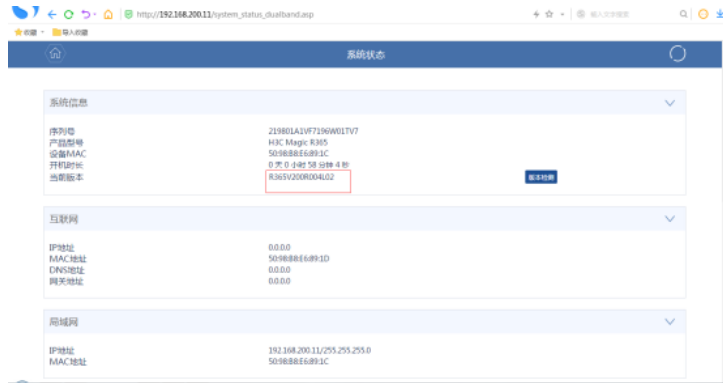 http://192.168.200.11/system_status_dualband.asp
收藏 导入收藏
系统状态
系统信息
序列号 219801A1VF7196W01TV7
产品型号 H3C Magic R365
设备MAC 50:98:B8:E6:89:1C
开机时长 0 天 0 小时 58 分钟 4 秒
当前版本 R365V200R004L02 版本检测
互联网
IP地址 0.0.0.0
MAC地址 50:98:B8:E6:89:1D
DNS地址 0.0.0.0
网关地址 0.0.0.0
局域网
IP地址 192.168.200.11/255.255.255.0
MAC地址 50:98:B8:E6:89:1C